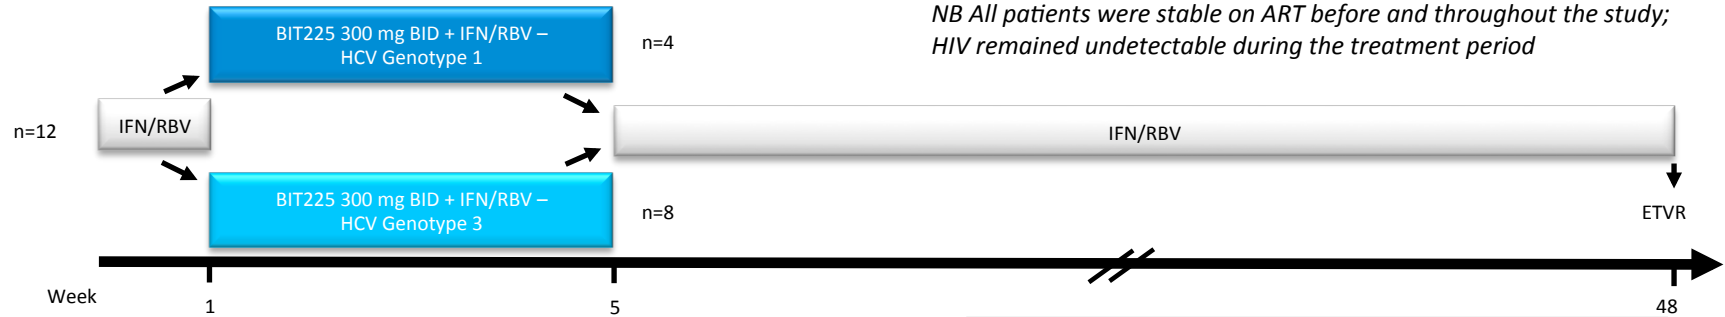 NB All patients were stable on ART before and throughout the study;
HIV remained undetectable during the treatment period
BIT225 300 mg BID + IFN/RBV –
HCV Genotype 1
n=4
n=12
IFN/RBV
IFN/RBV
BIT225 300 mg BID + IFN/RBV –
HCV Genotype 3
n=8
ETVR
Week
1
5
48